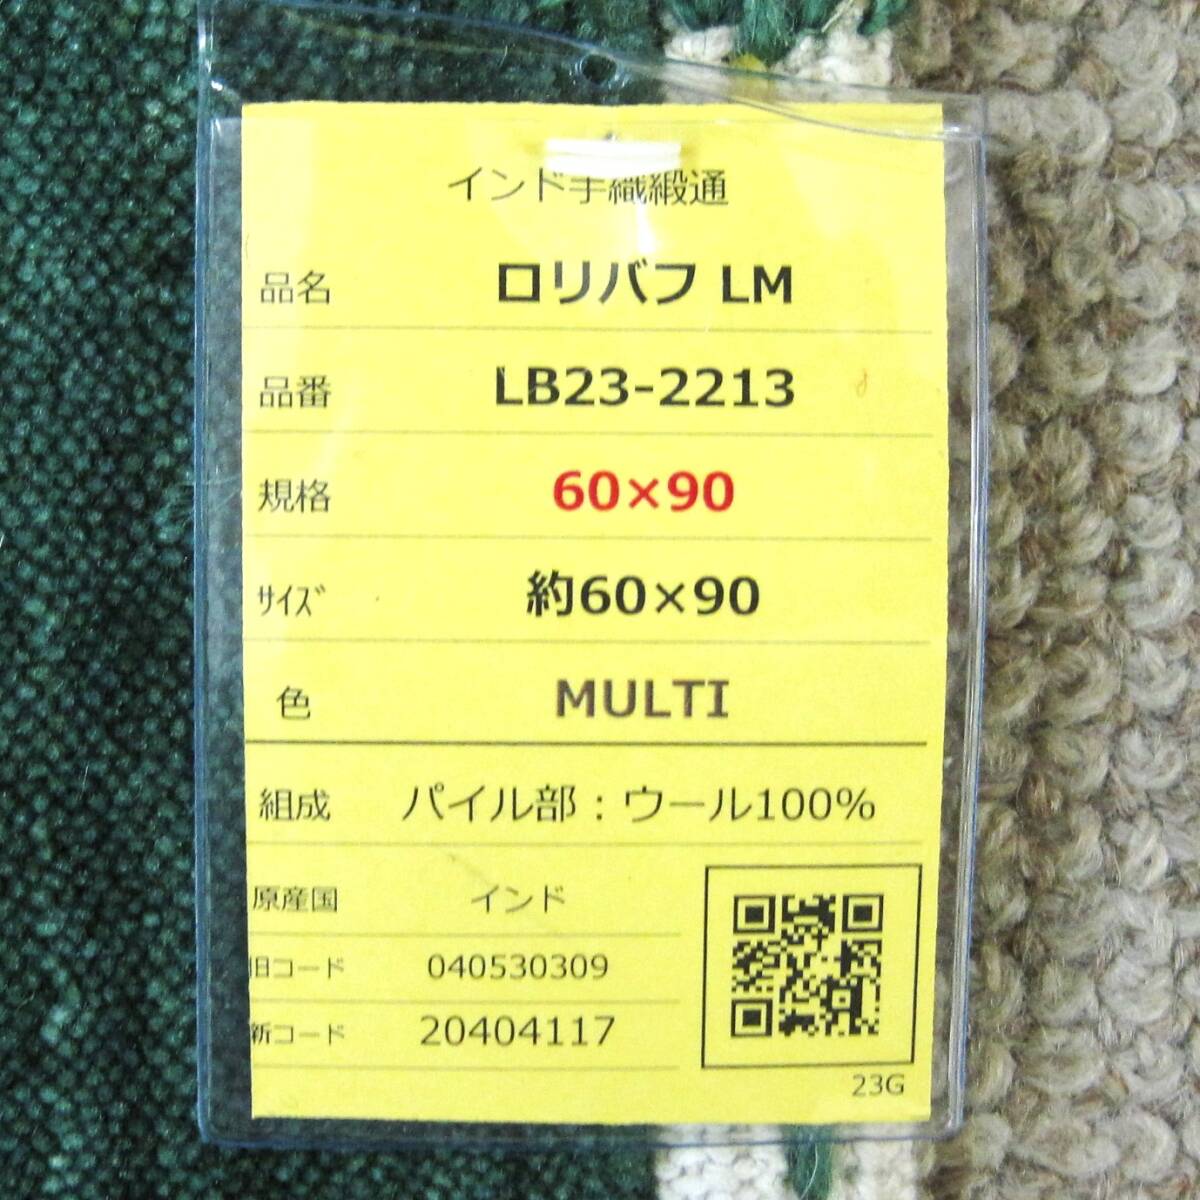 インド手織緞通
品名 ロリバフ LM
品番 LB23-2213
規格 60×90
サイズ 約60×90
色 MULTI
組成 パイル部：ウール100%
原産国 インド
旧コード 040530309
新コード 20404117
23G